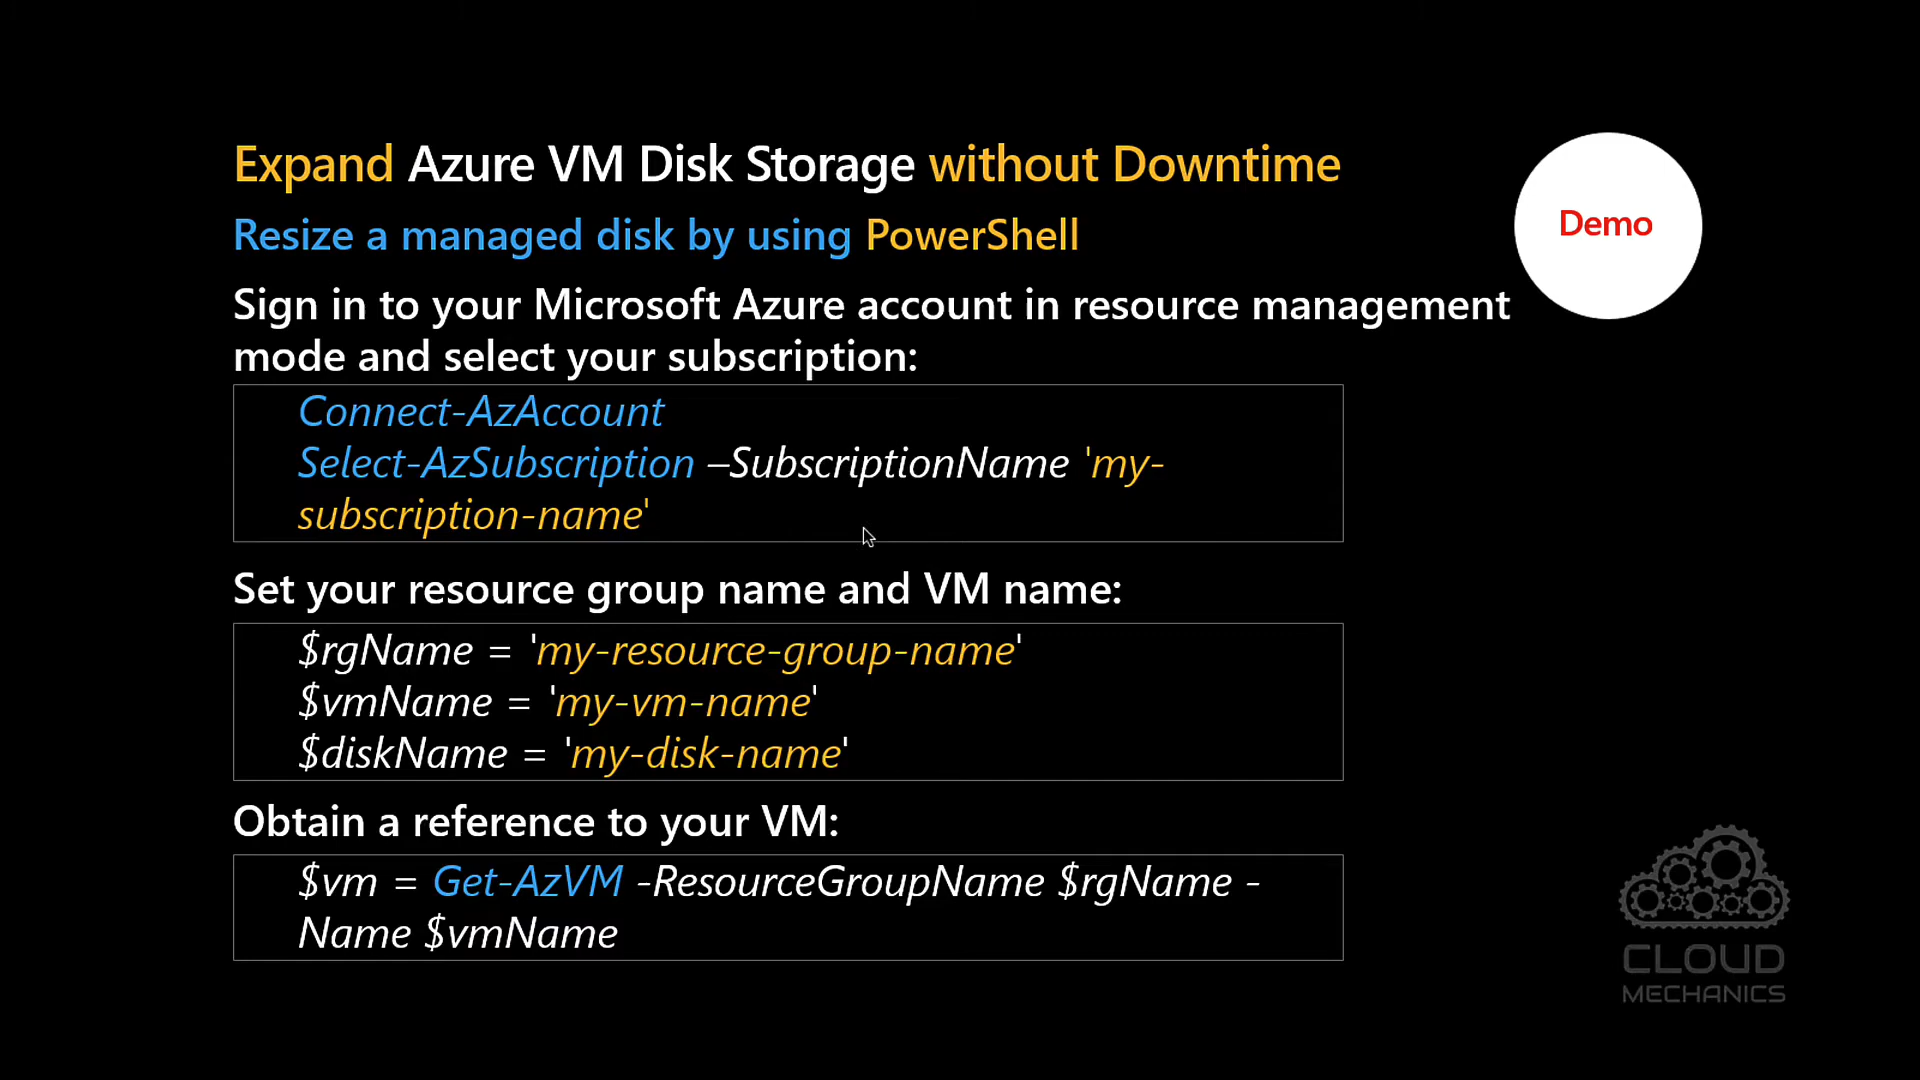 Expand Azure VM Disk Storage without Downtime
Resize a managed disk by using PowerShell
Demo
Sign in to your Microsoft Azure account in resource management
mode and select your subscription:
Connect-AzAccount
Select-AzSubscription –SubscriptionName 'my-
subscription-name'
Set your resource group name and VM name:
$rgName = 'my-resource-group-name'
$vmName = 'my-vm-name'
$diskName = 'my-disk-name'
Obtain a reference to your VM:
$vm = Get-AzVM -ResourceGroupName $rgName -
Name $vmName
CLOUD
MECHANICS